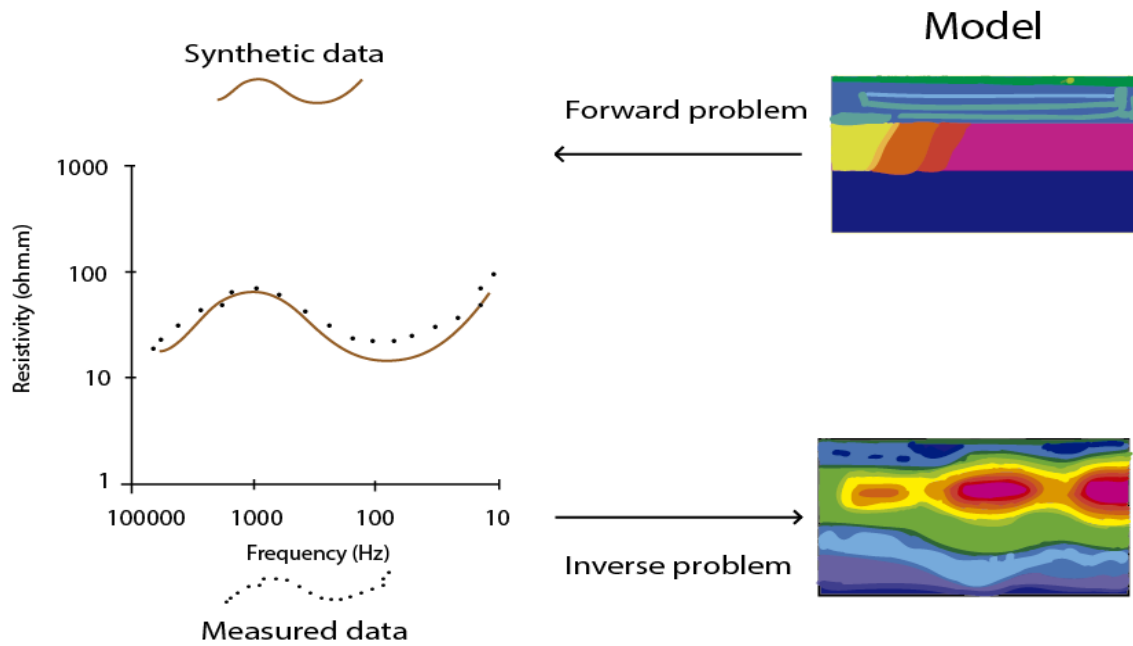 Model
Synthetic data
Forward problem
Resistivity (ohm.m)
1000
100
10
1
100000 1000 100 10
Frequency (Hz)
Inverse problem
Measured data